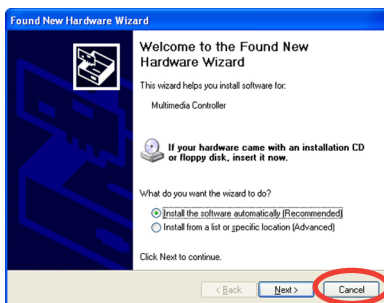 Found New Hardware Wizard
Welcome to the Found New
Hardware Wizard
This wizard helps you install software for:
Multimedia Controller
If your hardware came with an installation CD
or floppy disk, insert it now.
What do you want the wizard to do?
Install the software automatically (Recommended)
Install from a list or specific location (Advanced)
Click Next to continue.
< Back Next > Cancel